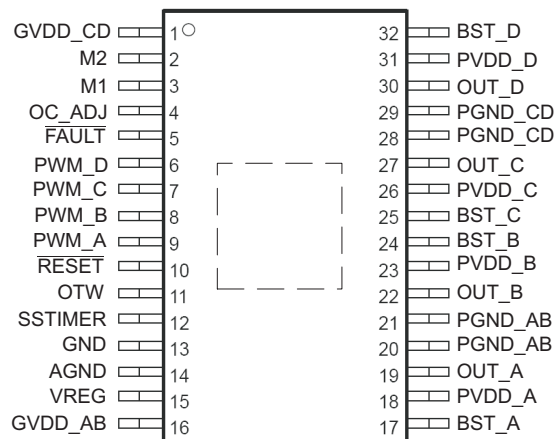 GVDD_CD 1 32 BST_D
M2 2 31 PVDD_D
M1 3 30 OUT_D
OC_ADJ 4 29 PGND_CD
FAULT 5 28 PGND_CD
PWM_D 6 27 OUT_C
PWM_C 7 26 PVDD_C
PWM_B 8 25 BST_C
PWM_A 9 24 BST_B
RESET 10 23 PVDD_B
OTW 11 22 OUT_B
SSTIMER 12 21 PGND_AB
GND 13 20 PGND_AB
AGND 14 19 OUT_A
VREG 15 18 PVDD_A
GVDD_AB 16 17 BST_A